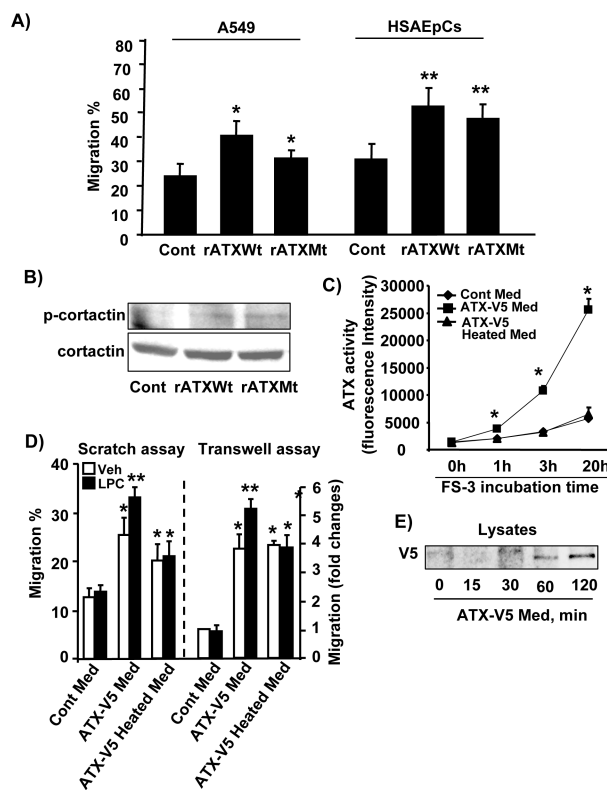 A)
A549
HSAEpCs
Migration %
80
70
60
50
40
30
20
10
0
*
*
**
**
Cont rATXWt rATXMt
Cont rATXWt rATXMt
B)
p-cortactin
cortactin
Cont rATXWt rATXMt
C)
ATX activity
(fluorescence Intensity)
30000
25000
20000
15000
10000
5000
0
Cont Med
ATX-V5 Med
ATX-V5
Heated Med
*
*
*
0h 1h 3h 20h
FS-3 incubation time
D)
Scratch assay
Transwell assay
Veh
LPC
Migration %
40
30
20
10
0
*
**
* *
*
**
* *
*
6
5
4
3
2
1
0
Migration (fold changes)
Cont Med
ATX-V5 Med
ATX-V5 Heated Med
Cont Med
ATX-V5 Med
ATX-V5 Heated Med
E)
Lysates
V5
0 15 30 60 120
ATX-V5 Med, min